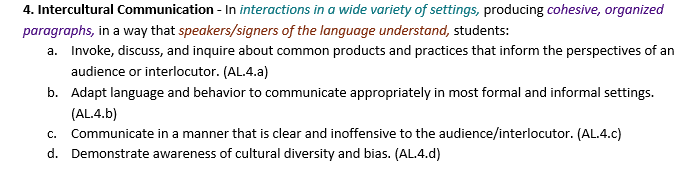 4. Intercultural Communication - In interactions in a wide variety of settings, producing cohesive, organized
paragraphs, in a way that speakers/signers of the language understand, students:
a. Invoke, discuss, and inquire about common products and practices that inform the perspectives of an
audience or interlocutor. (AL.4.a)
b. Adapt language and behavior to communicate appropriately in most formal and informal settings.
(AL.4.b)
c. Communicate in a manner that is clear and inoffensive to the audience/interlocutor. (AL.4.c)
d. Demonstrate awareness of cultural diversity and bias. (AL.4.d)